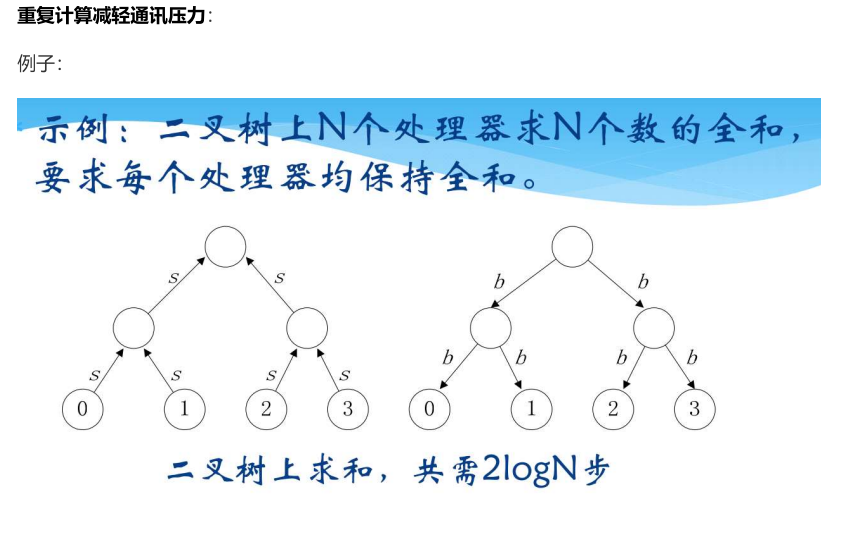 重复计算减轻通讯压力：
例子：
示例：二叉树上N个处理器求N个数的全和，
要求每个处理器均保持全和。
s s b b
s s s s b b b b
0 1 2 3 0 1 2 3
二叉树上求和，共需2logN步